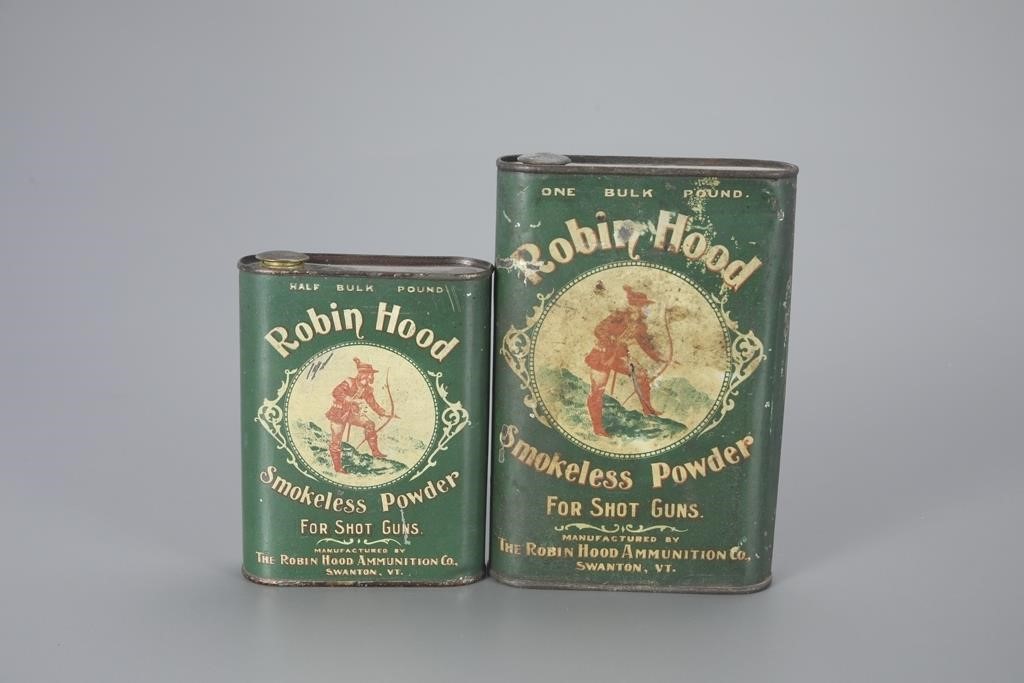 HALF BULK POUND
Robin Hood
Smokeless Powder
FOR SHOT GUNS.
MANUFACTURED BY
THE ROBIN HOOD AMMUNITION CO.,
SWANTON, VT.
ONE BULK POUND.
Robin Hood
Smokeless Powder
FOR SHOT GUNS.
MANUFACTURED BY
THE ROBIN HOOD AMMUNITION CO.,
SWANTON, VT.